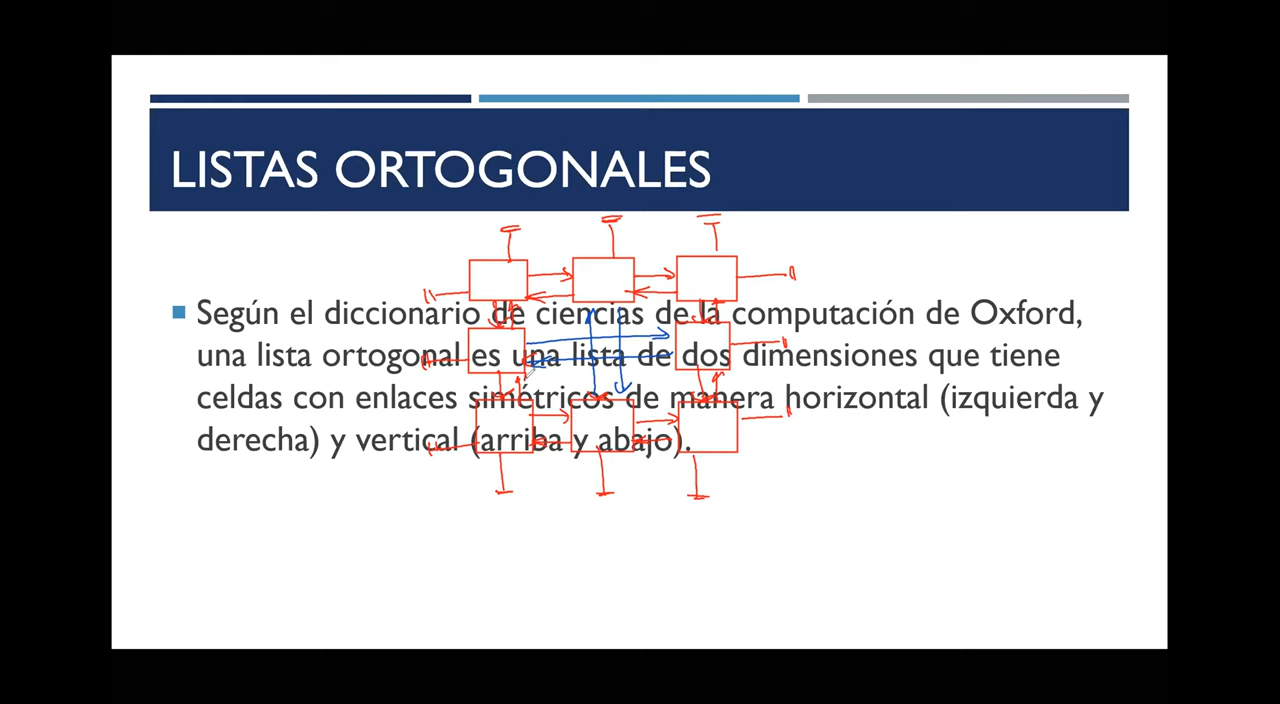 LISTAS ORTOGONALES
Según el diccionario de ciencias de la computación de Oxford,
una lista ortogonal es una lista de dos dimensiones que tiene
celdas con enlaces simétricos de manera horizontal (izquierda y
derecha) y vertical (arriba y abajo).